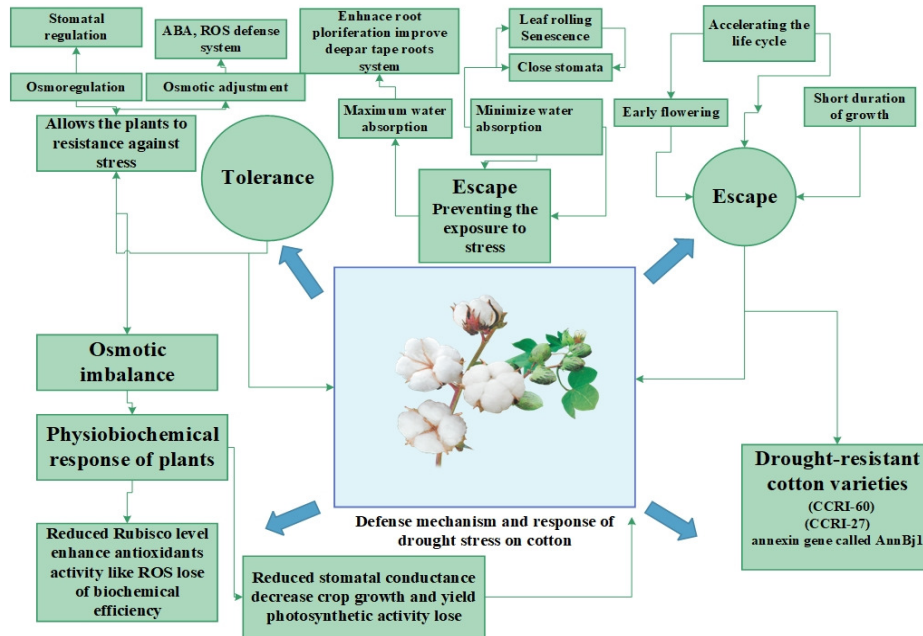 Stomatal
regulation
ABA, ROS defense
system
Enhnace root
ploriferation improve
deepar tape roots
system
Leaf rolling
Senescence
Close stomata
Accelerating the
life cycle
Osmoregulation
Osmotic adjustment
Maximum water
absorption
Minimize water
absorption
Early flowering
Short duration
of growth
Allows the plants to
resistance against
stress
Tolerance
Escape
Preventing the
exposure to
stress
Escape
Osmotic
imbalance
Physiobiochemical
response of plants
Reduced Rubisco level
enhance antioxidants
activity like ROS lose
of biochemical
efficiency
Defense mechanism and response of
drought stress on cotton
Reduced stomatal conductance
decrease crop growth and yield
photosynthetic activity lose
Drought-resistant
cotton varieties
(CCRI-60)
(CCRI-27)
annexin gene called AnnBj1